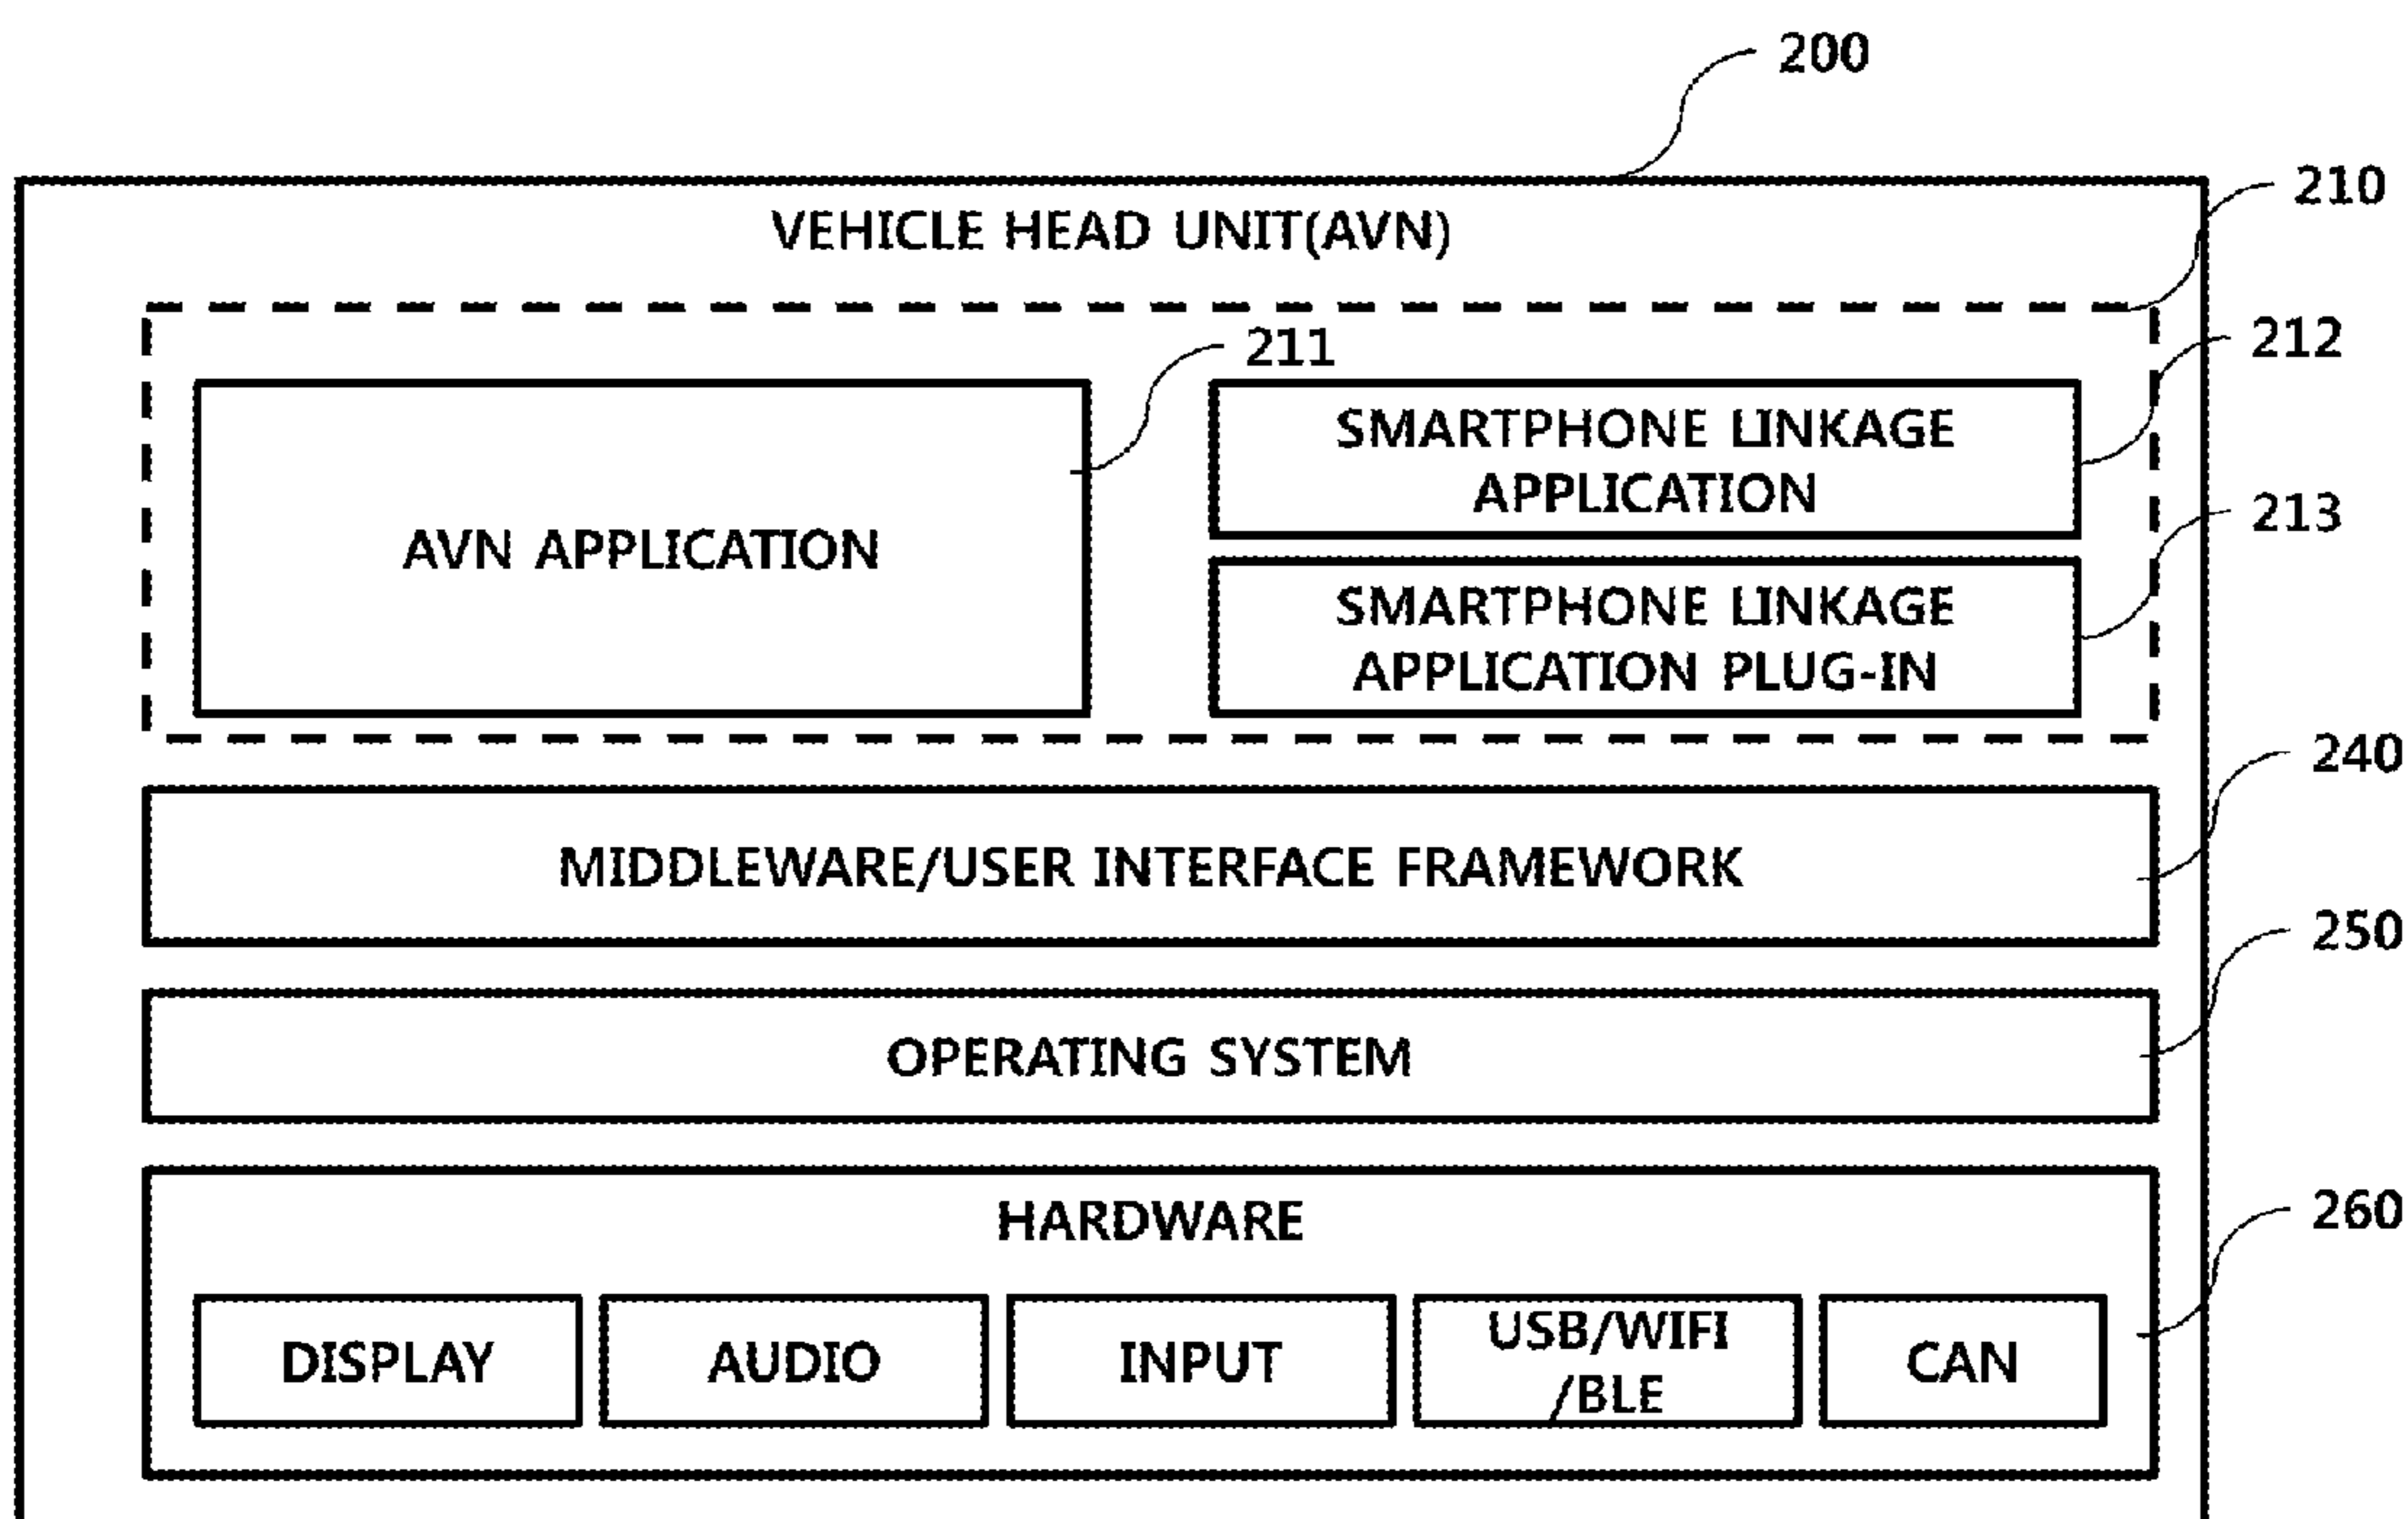 200
210
VEHICLE HEAD UNIT(AVN)
211
212
SMARTPHONE LINKAGE
APPLICATION
213
AVN APPLICATION
SMARTPHONE LINKAGE
APPLICATION PLUG-IN
240
MIDDLEWARE/USER INTERFACE FRAMEWORK
250
OPERATING SYSTEM
260
HARDWARE
DISPLAY
AUDIO
INPUT
USB/WIFI
/BLE
CAN